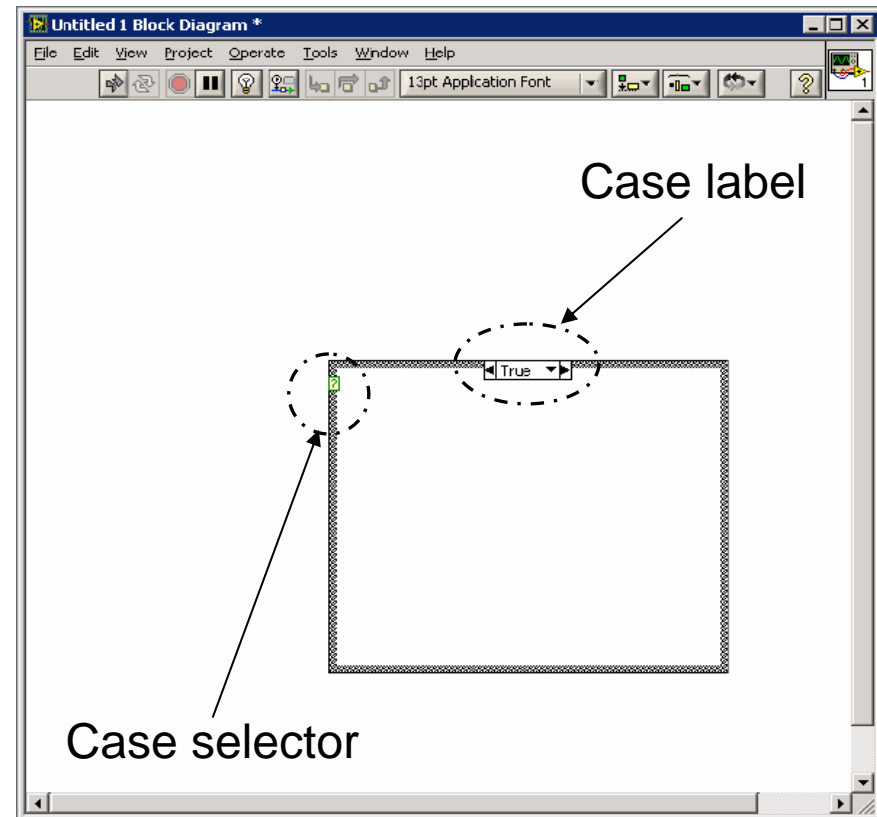 Untitled 1 Block Diagram *
File Edit View Project Operate Tools Window Help
13pt Application Font
1
Case label
True
?
Case selector